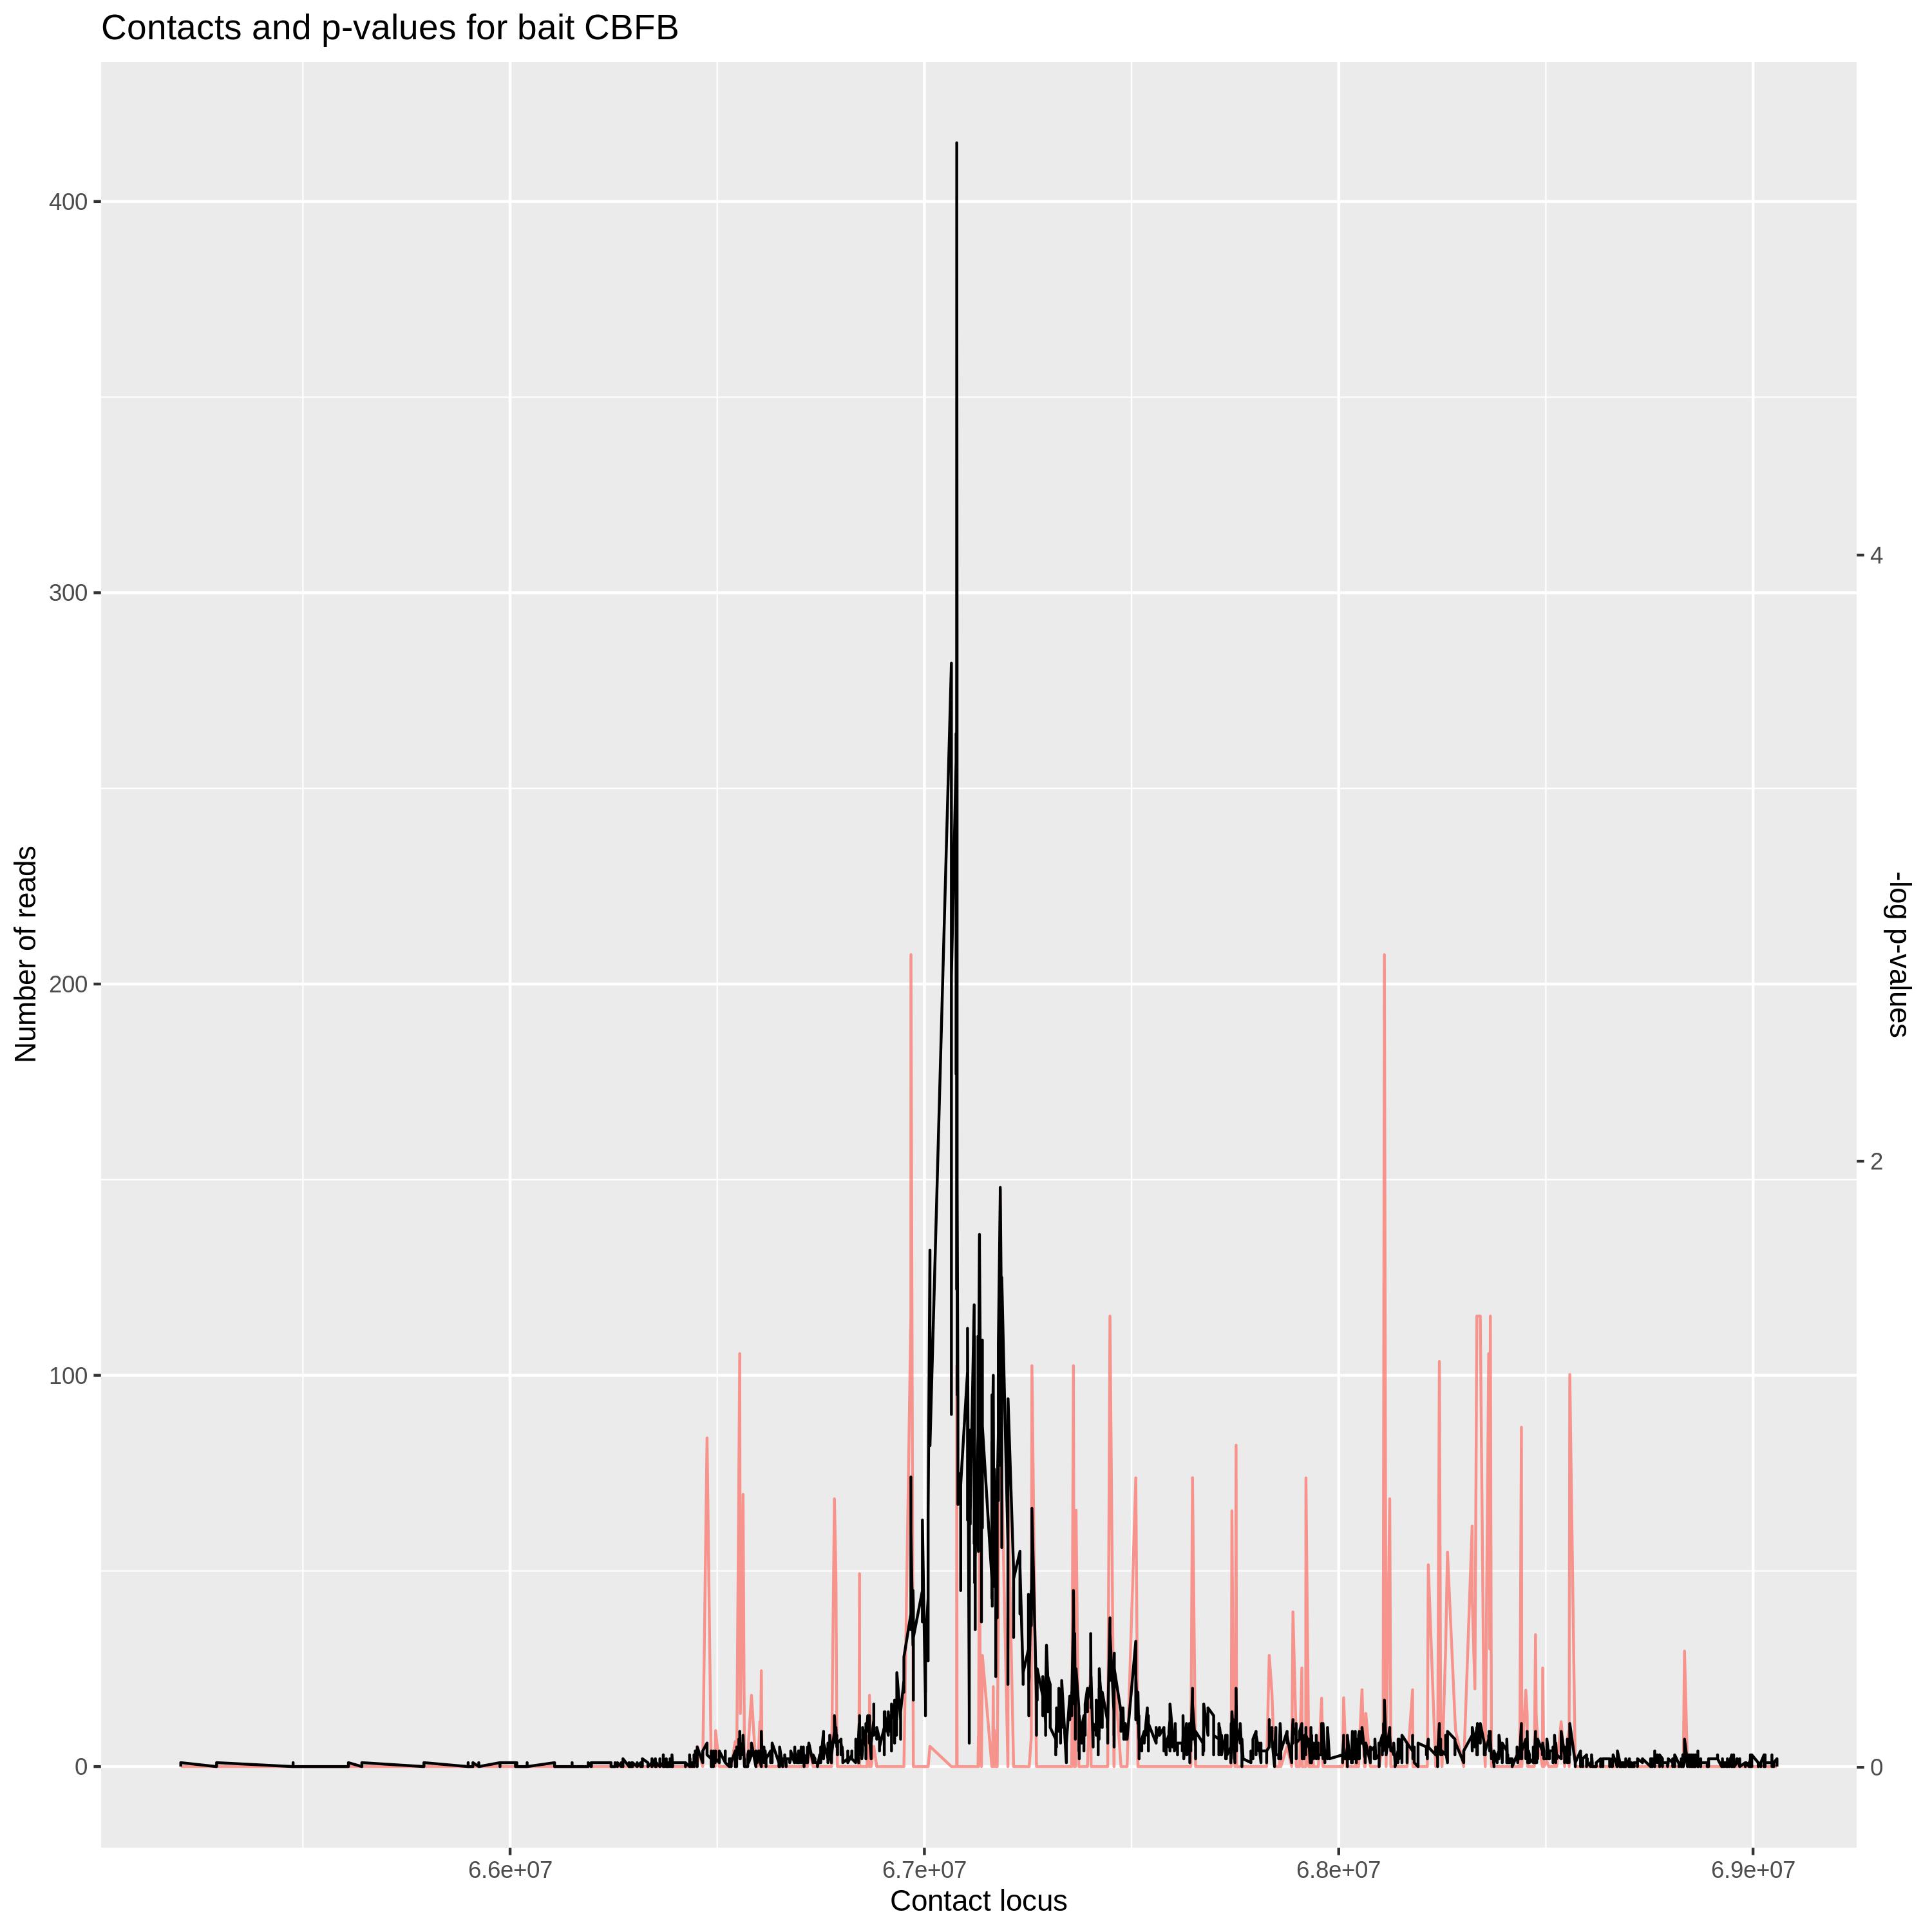 Contacts and p-values for bait CBFB
400
300
200
100
0
Number of reads
4
2
0
-log p-values
6.6e+07
6.7e+07
6.8e+07
6.9e+07
Contact locus